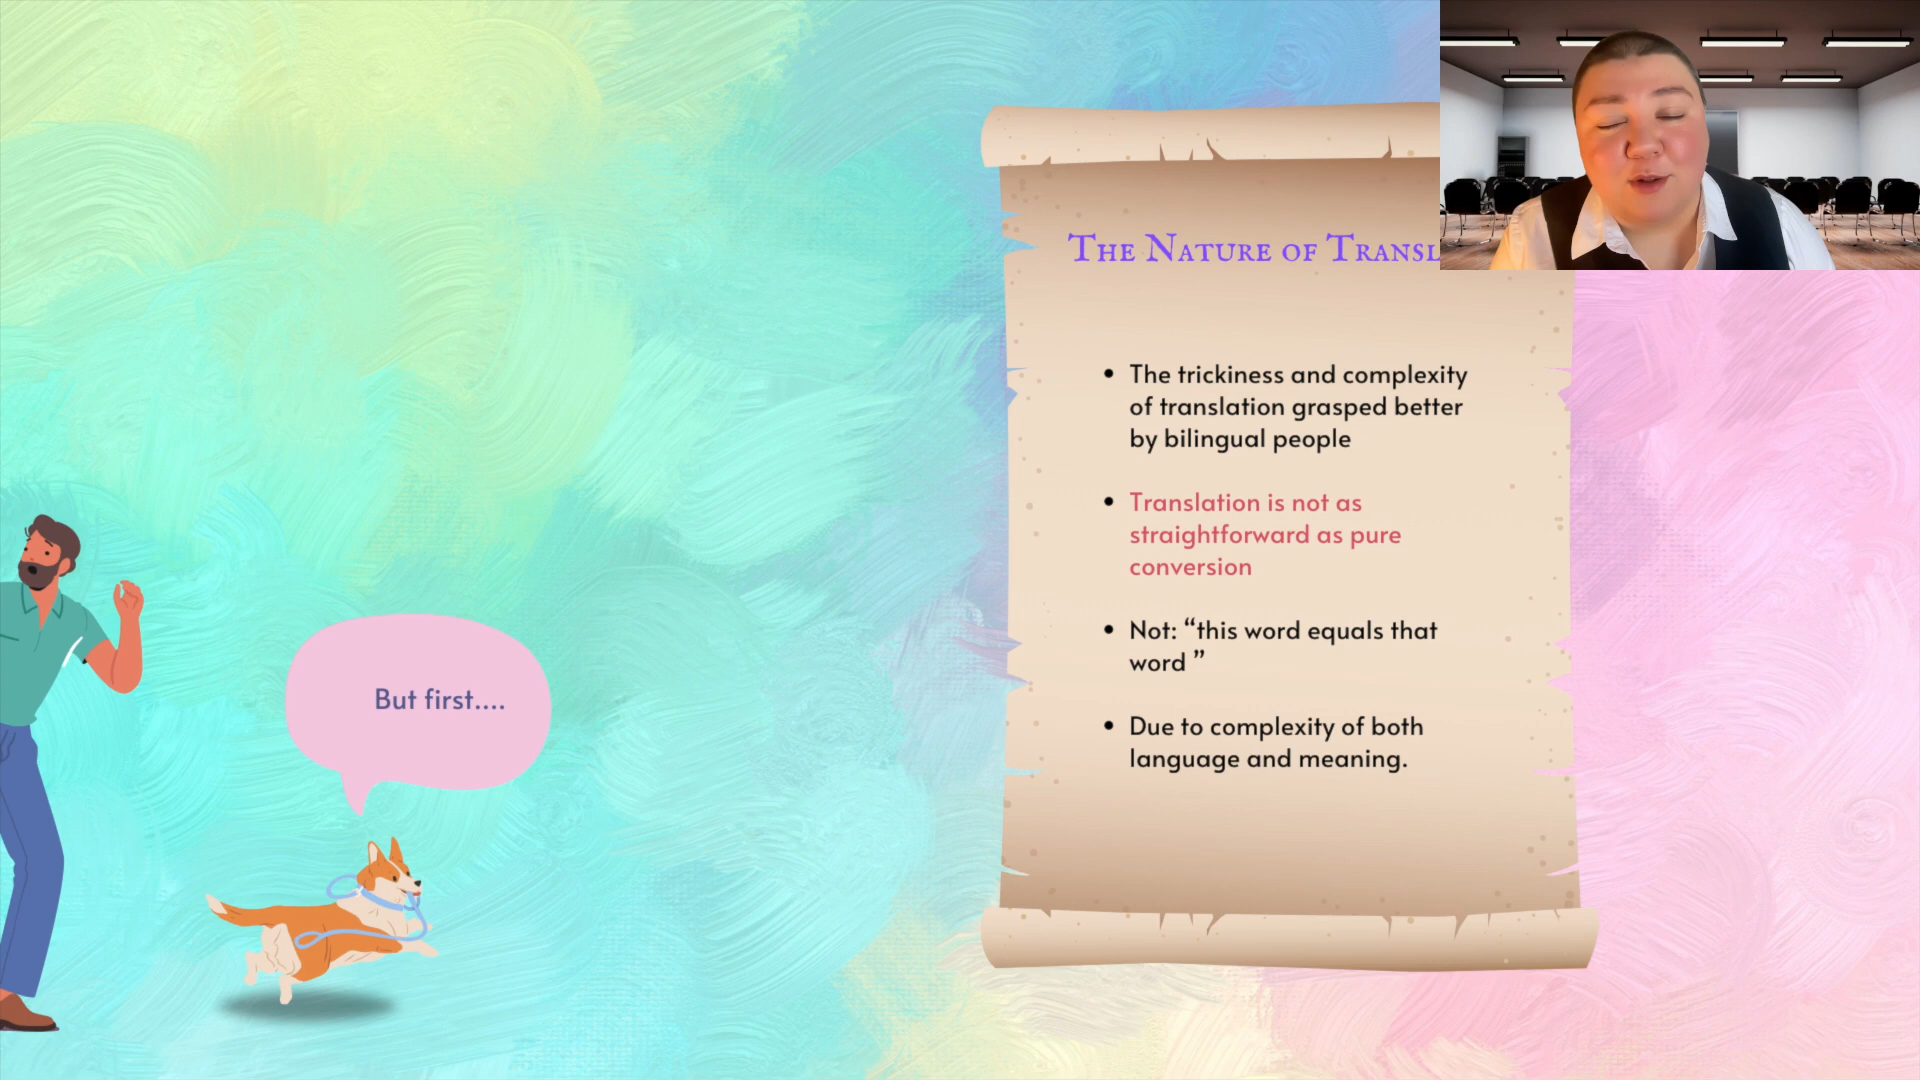 The Nature of Transl
The trickiness and complexity
of translation grasped better
by bilingual people
Translation is not as
straightforward as pure
conversion
Not: “this word equals that
word ”
Due to complexity of both
language and meaning.
But first....